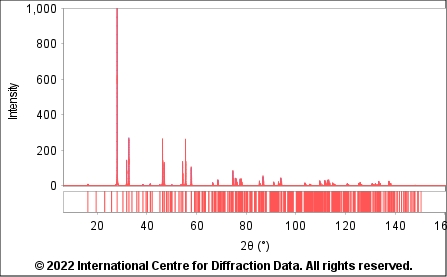 1,000
800
600
400
200
0
Intensity
20 40 60 80 100 120 140 16
2θ (°)
© 2022 International Centre for Diffraction Data. All rights reserved.